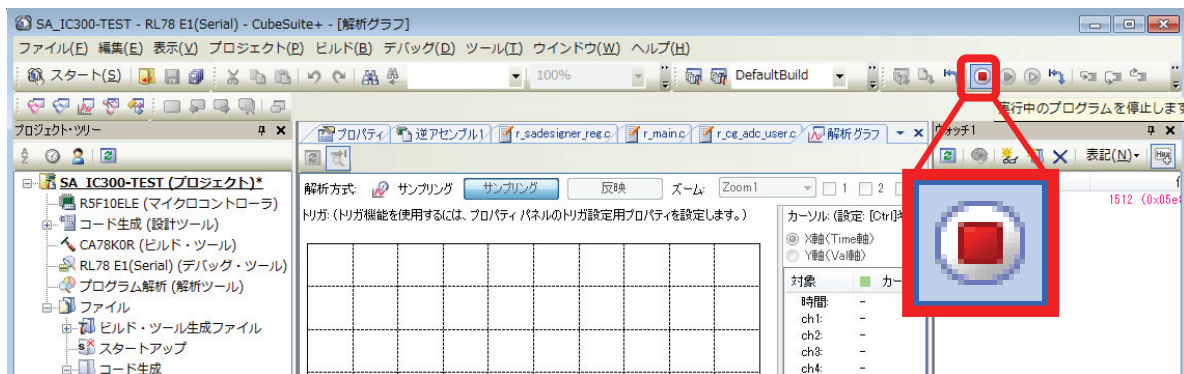 SA_IC300-TEST - RL78 E1(Serial) - CubeSuite+ - [解析グラフ]
ファイル(F) 編集(E) 表示(V) プロジェクト(P) ビルド(B) デバッグ(D) ツール(T) ウインドウ(W) ヘルプ(H)
スタート(S) 100% DefaultBuild
実行中のプログラムを停止します
プロジェクト・ツリー
プロパティ 逆アセンブル1 r_sadesigner_reg.c r_main.c r_cg_adc_user.c 解析グラフ
ウォッチ1
表記(N) Hex
SA_IC300-TEST (プロジェクト)*
R5F10ELE (マイクロコントローラ)
コード生成 (設計ツール)
CA78K0R (ビルド・ツール)
RL78 E1(Serial) (デバッグ・ツール)
プログラム解析 (解析ツール)
ファイル
ビルド・ツール生成ファイル
スタートアップ
コード生成
解析方式: サンプリング サンプリング 反映 ズーム: Zoom1 1 2
トリガ: (トリガ機能を使用するには、プロパティ パネルのトリガ設定用プロパティを設定します。)
カーソル: (設定: [Ctrl]
X軸(Time軸)
Y軸(Val軸)
対象 カー
時間: -
ch1: -
ch2: -
ch3: -
ch4: -
1512 (0x05e